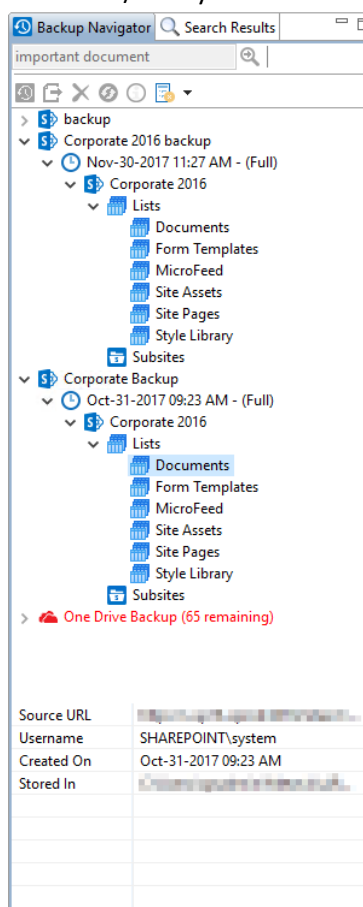 Backup Navigator Search Results
important document
backup
Corporate 2016 backup
Nov-30-2017 11:27 AM - (Full)
Corporate 2016
Lists
Documents
Form Templates
MicroFeed
Site Assets
Site Pages
Style Library
Subsites
Corporate Backup
Oct-31-2017 09:23 AM - (Full)
Corporate 2016
Lists
Documents
Form Templates
MicroFeed
Site Assets
Site Pages
Style Library
Subsites
One Drive Backup (65 remaining)
Source URL
Username SHAREPOINT\system
Created On Oct-31-2017 09:23 AM
Stored In